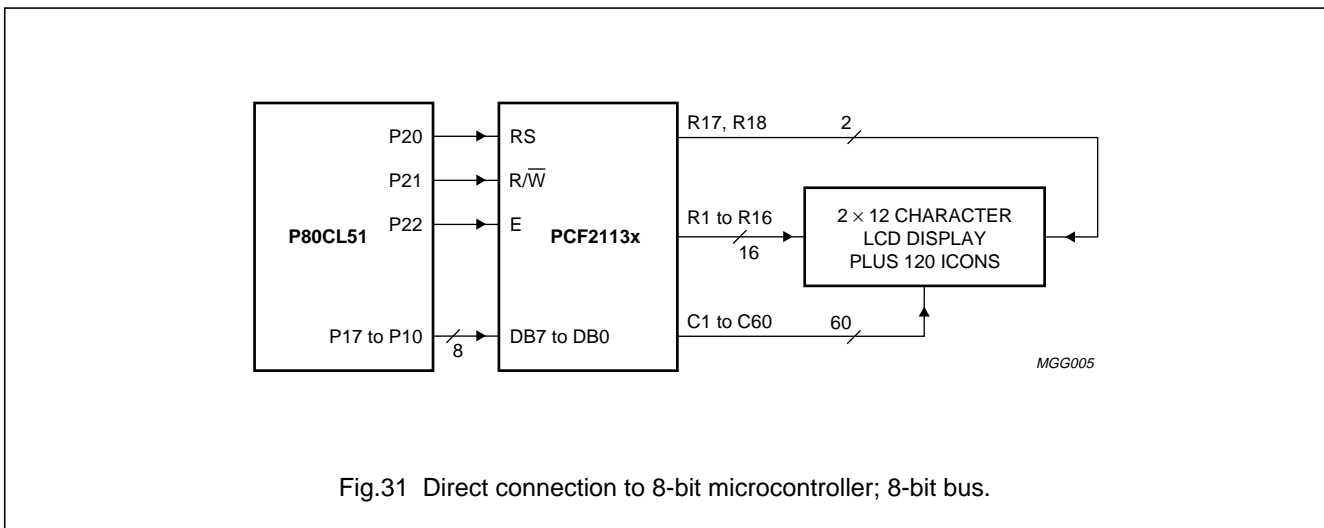 P80CL51
P20
P21
P22
P17 to P10
8
PCF2113x
RS
R/W̅
E
DB7 to DB0
R17, R18
2
R1 to R16
16
C1 to C60
60
2 × 12 CHARACTER
LCD DISPLAY
PLUS 120 ICONS
MGG005
Fig.31 Direct connection to 8-bit microcontroller; 8-bit bus.